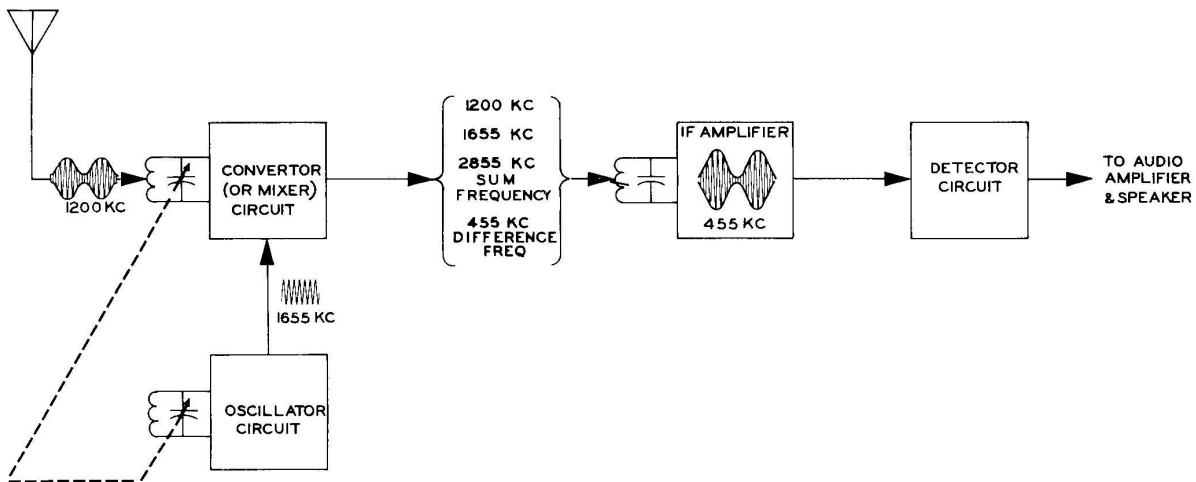 1200 KC
CONVERTOR
(OR MIXER)
CIRCUIT
1655 KC
OSCILLATOR
CIRCUIT
1200 KC
1655 KC
2855 KC
SUM
FREQUENCY
455 KC
DIFFERENCE
FREQ
IF AMPLIFIER
455 KC
DETECTOR
CIRCUIT
TO AUDIO
AMPLIFIER
& SPEAKER